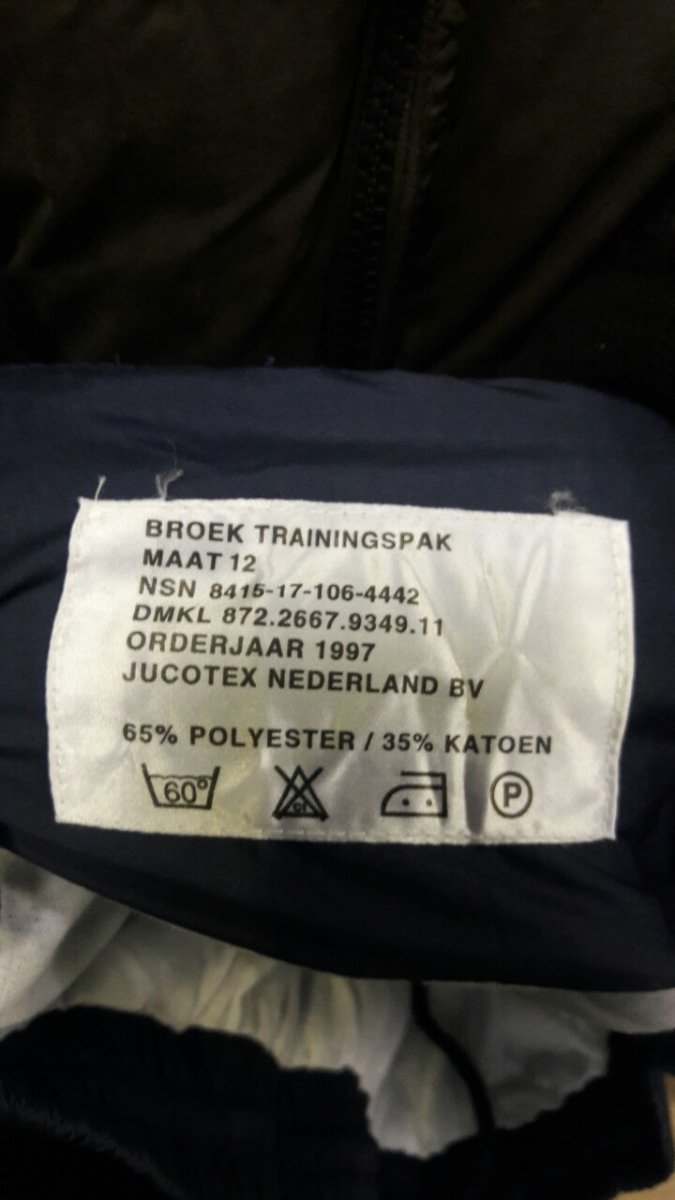 BROEK TRAININGSPAK
MAAT 12
NSN 8415-17-106-4442
DMKL 872.2667.9349.11
ORDERJAAR 1997
JUCOTEX NEDERLAND BV
65% POLYESTER / 35% KATOEN
60° cl P